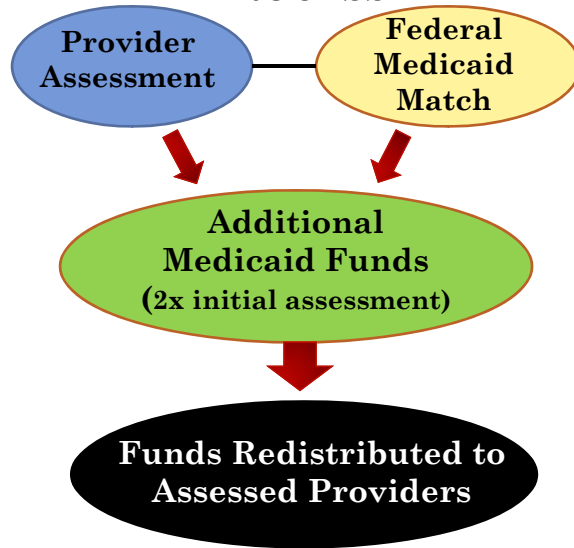 Provider
Assessment
Federal
Medicaid
Match
Additional
Medicaid Funds
(2x initial assessment)
Funds Redistributed to
Assessed Providers